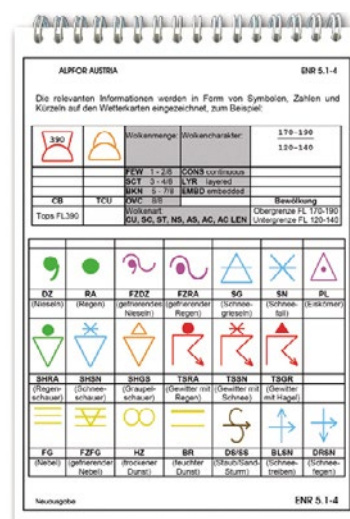 ALPFOR AUSTRIA ENR 5.1-4
Die relevanten Informationen werden in Form von Symbolen, Zahlen und
Kürzeln auf den Wetterkarten eingezeichnet, zum Beispiel:
390 Wolkenmenge: Wolkencharakter: 170-190
120-140
FEW 1 - 2/8 CONS continuous
SCT 3 - 4/8 LYR layered
BKN 5 - 7/8 EMBD embedded
CB TCU OVC 8/8 Bewölkung
Tops FL390 Wolkenart Obergrenze FL 170-190
CU, SC, ST, NS, AS, AC, AC LEN Untergrenze FL 120-140
DZ RA FZDZ FZRA SG SN PL
(Nieseln) (Regen) (gefrierendes (gefrierender (Schnee- (Schnee- (Eiskörner)
Nieseln) Regen) grieseln) fall)
SHRA SHSN SHGS TSRA TSSN TSGR
(Regen- (Schnee- (Graupel- (Gewitter mit (Gewitter mit (Gewitter
schauer) schauer) schauer) Regen) Schnee) mit Hagel)
FG FZFG HZ BR DS/SS BLSN DRSN
(Nebel) (gefrierender (trockener (feuchter (Staub/Sand- (Schnee- (Schnee-
Nebel) Dunst) Dunst) Sturm) treiben) fegen)
Neuausgabe ENR 5.1-4